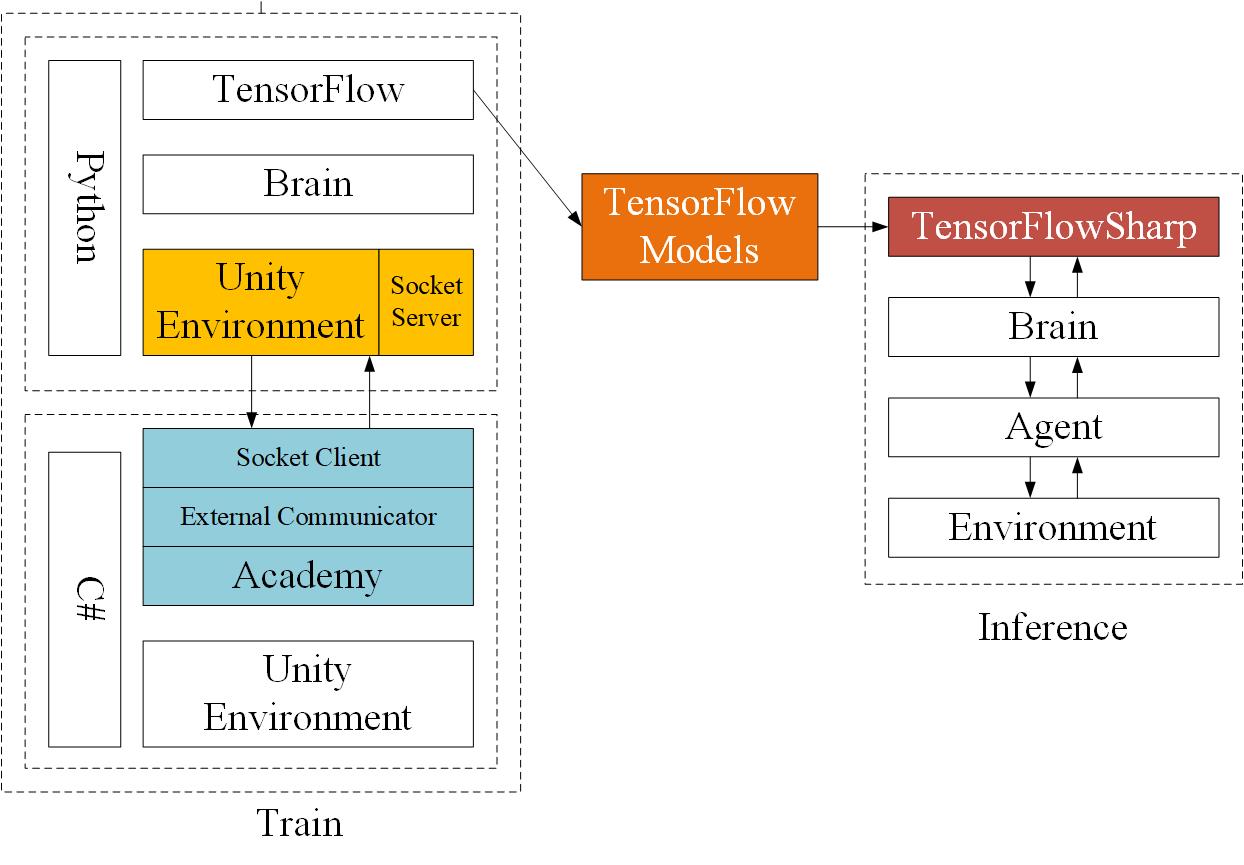 Python
TensorFlow
Brain
Unity
Environment
Socket
Server
C#
Socket Client
External Communicator
Academy
Unity
Environment
Train
TensorFlow
Models
TensorFlowSharp
Brain
Agent
Environment
Inference